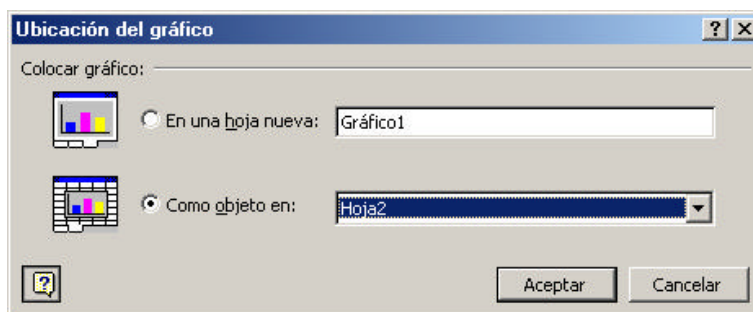 Ubicación del gráfico
Colocar gráfico:
En una hoja nueva: Gráfico1
Como objeto en: Hoja2
Aceptar Cancelar